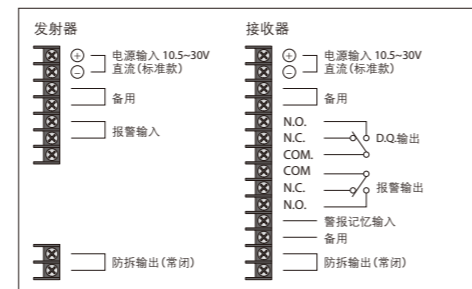 发射器
⊕ 电源输入 10.5~30V
⊖ 直流(标准款)
备用
报警输入
防拆输出(常闭)
接收器
⊕ 电源输入 10.5~30V
⊖ 直流(标准款)
备用
N.O.
N.C.
COM.
D.Q.输出
COM
N.C.
N.O.
报警输出
警报记忆输入
备用
防拆输出(常闭)